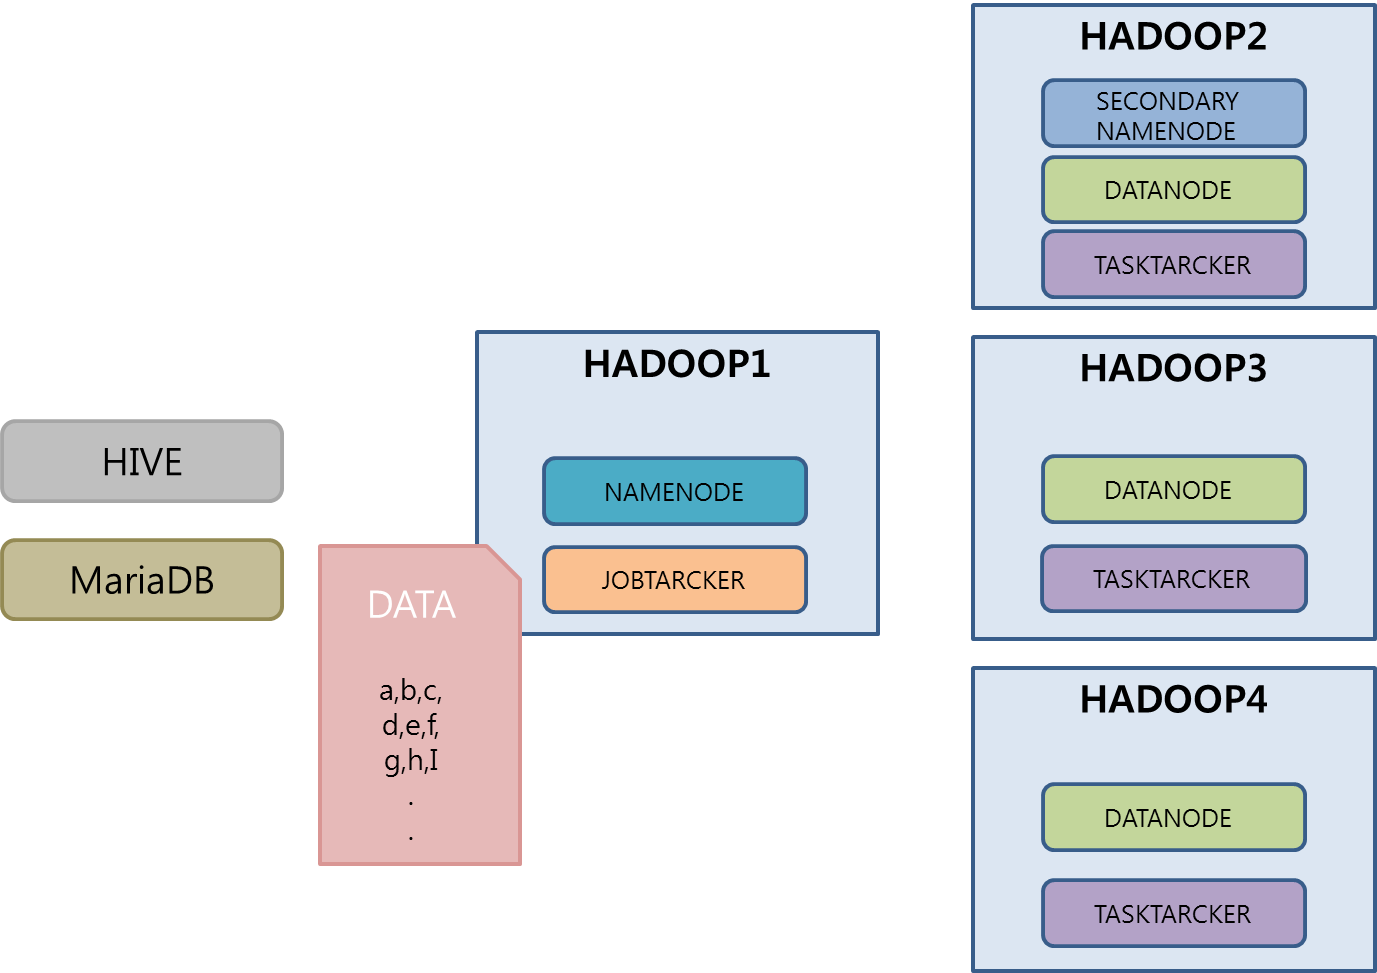 HIVE
MariaDB
DATA
a,b,c,
d,e,f,
g,h,I
.
.
HADOOP1
NAMENODE
JOBTARCKER
HADOOP2
SECONDARY
NAMENODE
DATANODE
TASKTARCKER
HADOOP3
DATANODE
TASKTARCKER
HADOOP4
DATANODE
TASKTARCKER